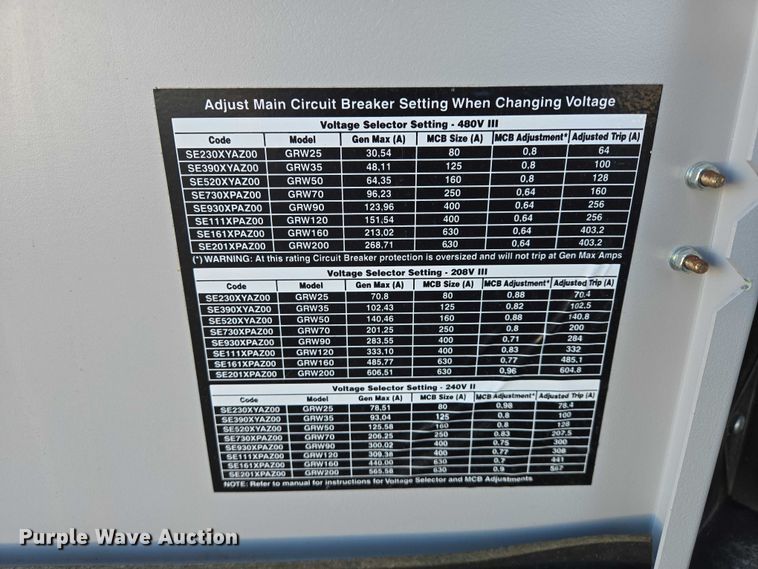 Adjust Main Circuit Breaker Setting When Changing Voltage
Voltage Selector Setting - 480V III
Code Model Gen Max (A) MCB Size (A) MCB Adjustment* Adjusted Trip (A)
SE230XYAZ00 GRW25 30.54 80 0.8 64
SE390XYAZ00 GRW35 48.11 125 0.8 100
SE520XYAZ00 GRW50 64.35 160 0.8 128
SE730XPAZ00 GRW70 96.23 250 0.64 160
SE930XPAZ00 GRW90 123.96 400 0.64 256
SE111XPAZ00 GRW120 151.54 400 0.64 256
SE161XPAZ00 GRW160 213.02 630 0.64 403.2
SE201XPAZ00 GRW200 268.71 630 0.64 403.2
(*) WARNING: At this rating Circuit Breaker protection is oversized and will not trip at Gen Max Amps
Voltage Selector Setting - 208V III
Code Model Gen Max (A) MCB Size (A) MCB Adjustment* Adjusted Trip (A)
SE230XYAZ00 GRW25 70.8 80 0.88 70.4
SE390XYAZ00 GRW35 102.43 125 0.82 102.5
SE520XYAZ00 GRW50 140.46 160 0.88 140.8
SE730XPAZ00 GRW70 201.25 250 0.8 200
SE930XPAZ00 GRW90 283.55 400 0.71 284
SE111XPAZ00 GRW120 333.10 400 0.83 332
SE161XPAZ00 GRW160 485.77 630 0.77 485.1
SE201XPAZ00 GRW200 606.51 630 0.96 604.8
Voltage Selector Setting - 240V II
Code Model Gen Max (A) MCB Size (A) MCB Adjustment* Adjusted Trip (A)
SE230XYAZ00 GRW25 78.51 80 0.98 78.4
SE390XYAZ00 GRW35 93.04 125 0.8 100
SE520XYAZ00 GRW50 125.58 160 0.8 128
SE730XPAZ00 GRW70 206.25 250 0.83 207.5
SE930XPAZ00 GRW90 300.02 400 0.75 300
SE111XPAZ00 GRW120 309.38 400 0.77 308
SE161XPAZ00 GRW160 440.00 630 0.7 441
SE201XPAZ00 GRW200 565.58 630 0.9 567
NOTE: Refer to manual for instructions for Voltage Selector and MCB Adjustments
Purple Wave Auction